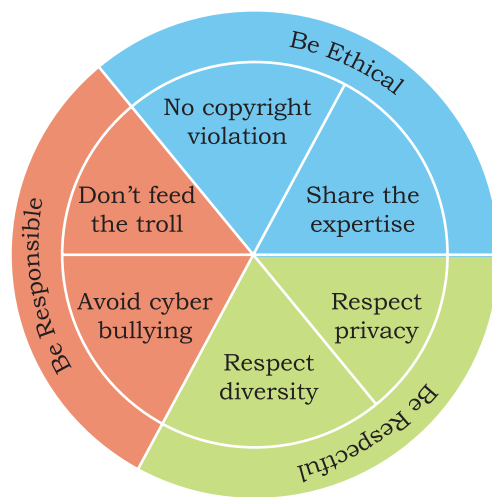 Be Ethical
No copyright
violation
Share the
expertise
Be Responsible
Don't feed
the troll
Avoid cyber
bullying
Respect
privacy
Respect
diversity
Be Respectful